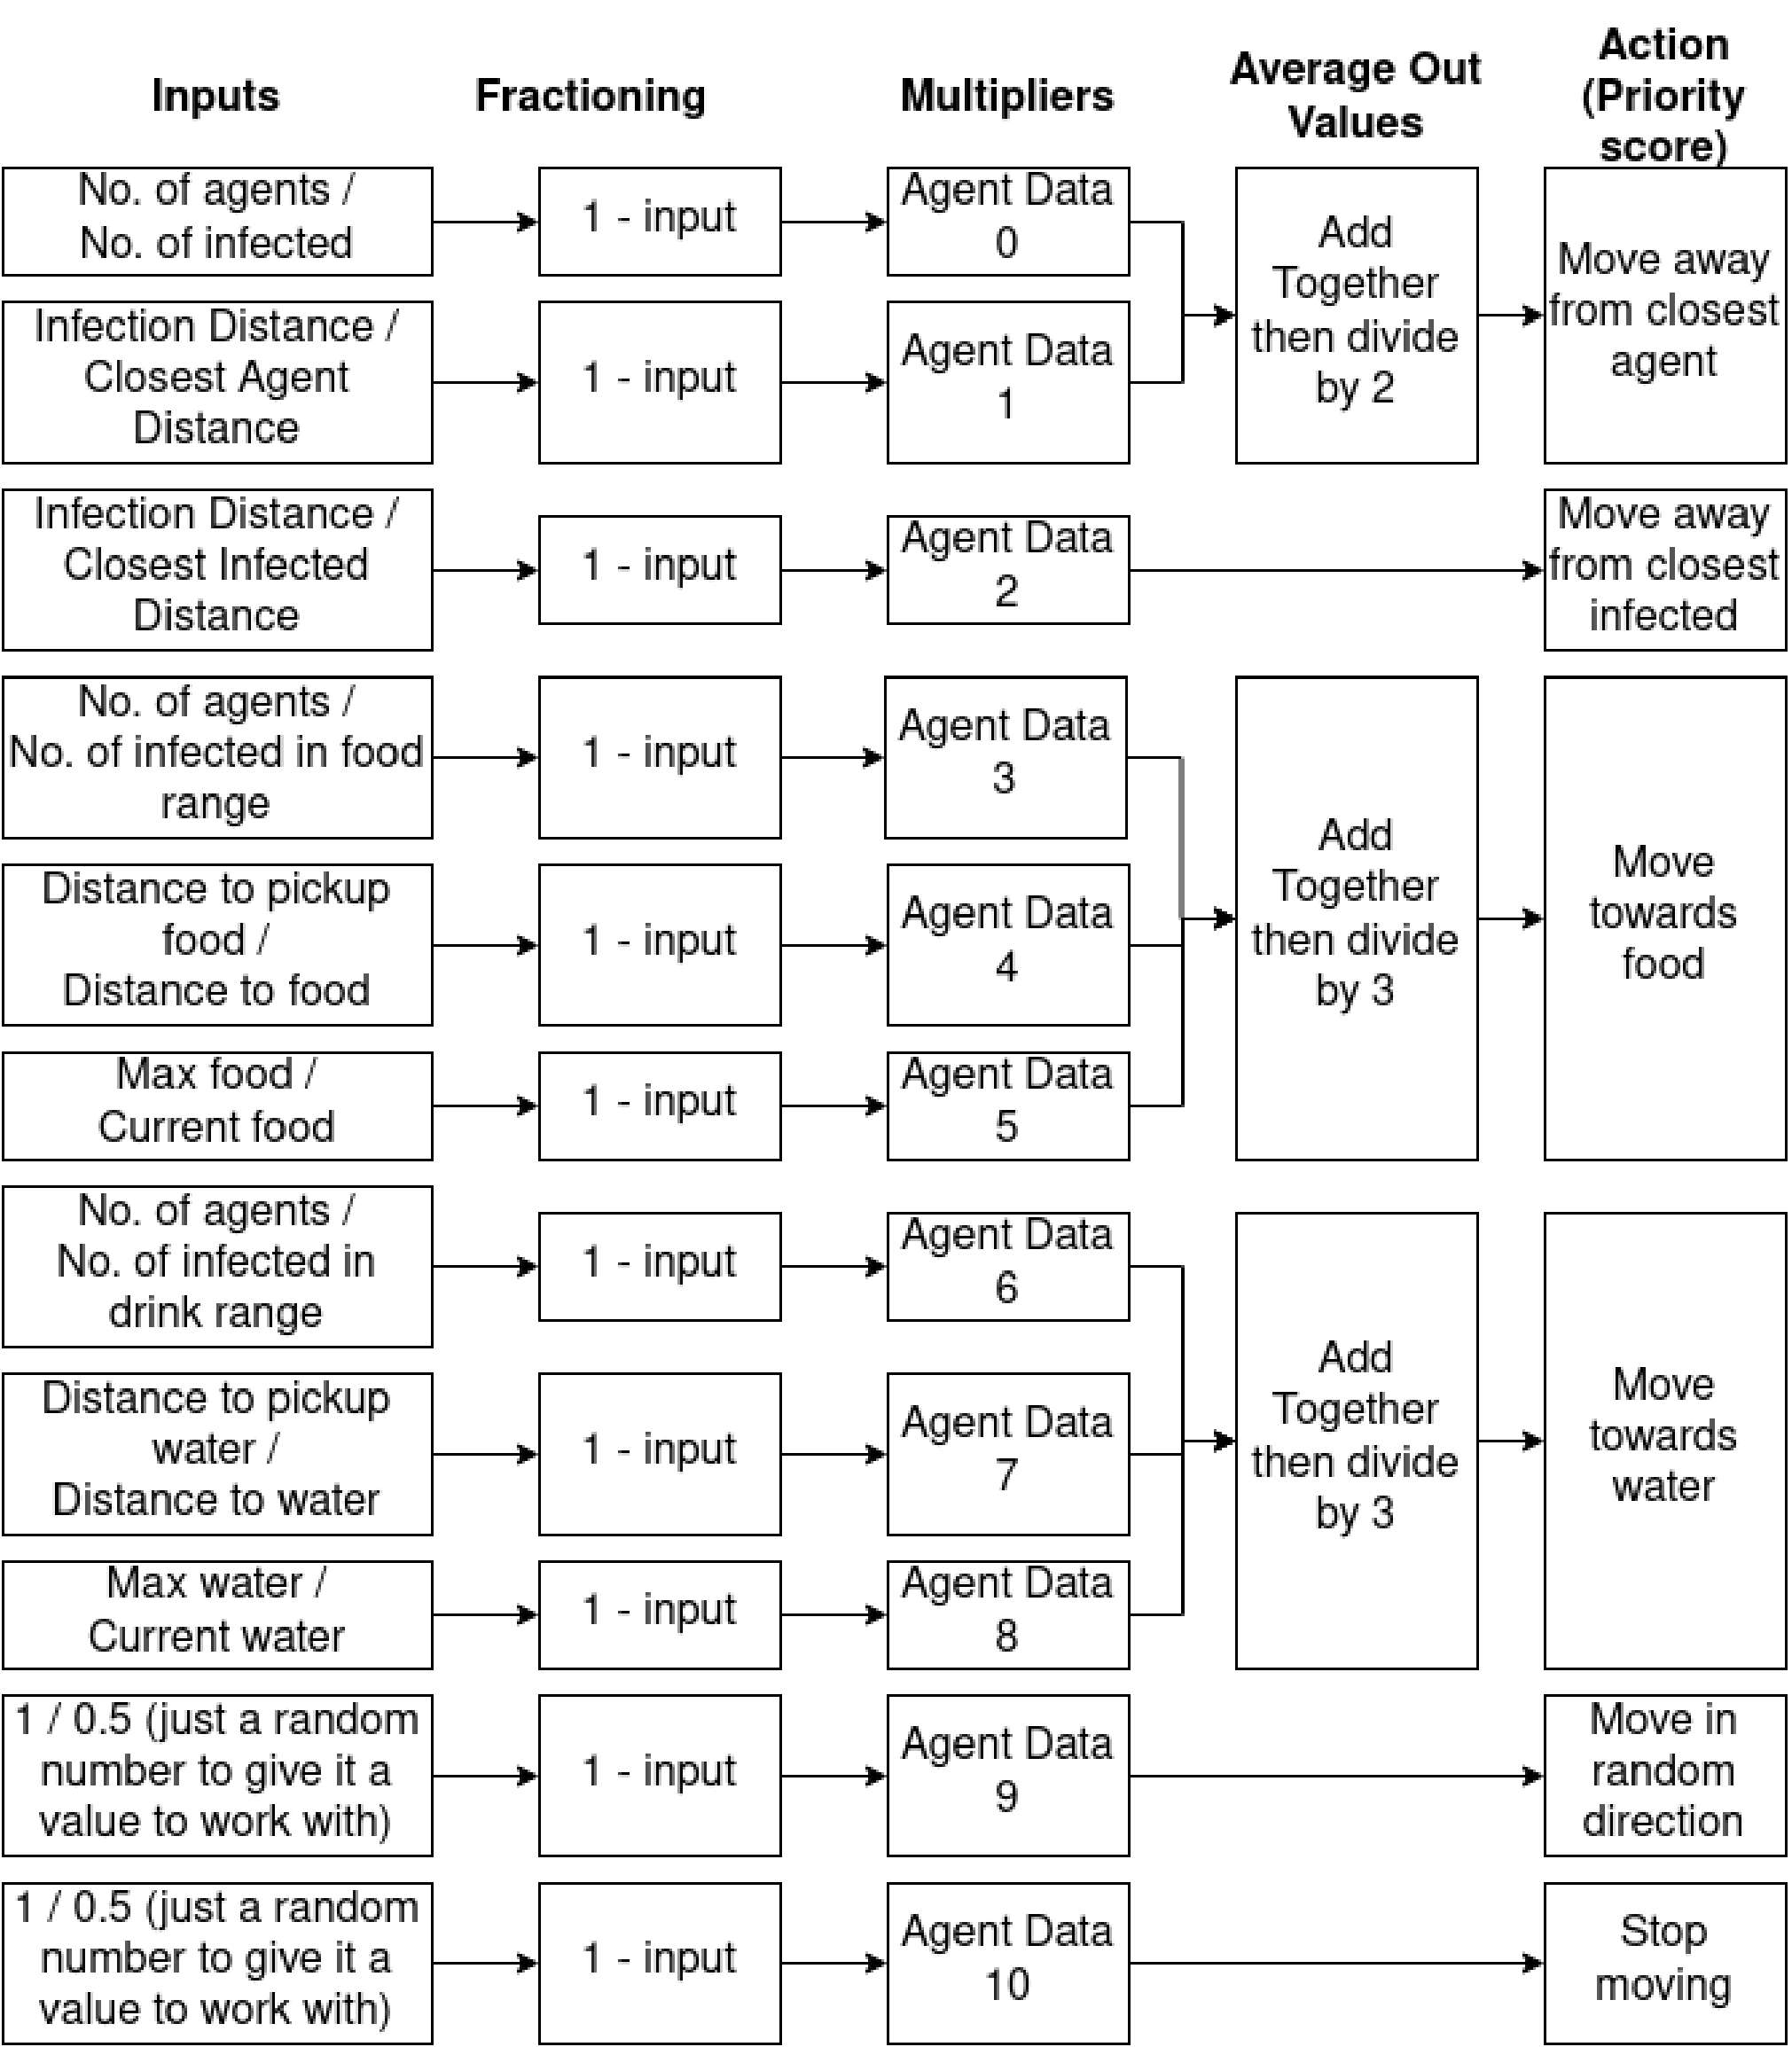 Inputs
Fractioning
Multipliers
Average Out
Values
Action
(Priority
score)
No. of agents /
No. of infected
1 - input
Agent Data
0
Infection Distance /
Closest Agent
Distance
1 - input
Agent Data
1
Add
Together
then divide
by 2
Move away
from closest
agent
Infection Distance /
Closest Infected
Distance
1 - input
Agent Data
2
Move away
from closest
infected
No. of agents /
No. of infected in food
range
1 - input
Agent Data
3
Distance to pickup
food /
Distance to food
1 - input
Agent Data
4
Max food /
Current food
1 - input
Agent Data
5
Add
Together
then divide
by 3
Move
towards
food
No. of agents /
No. of infected in
drink range
1 - input
Agent Data
6
Distance to pickup
water /
Distance to water
1 - input
Agent Data
7
Max water /
Current water
1 - input
Agent Data
8
Add
Together
then divide
by 3
Move
towards
water
1 / 0.5 (just a random
number to give it a
value to work with)
1 - input
Agent Data
9
Move in
random
direction
1 / 0.5 (just a random
number to give it a
value to work with)
1 - input
Agent Data
10
Stop
moving